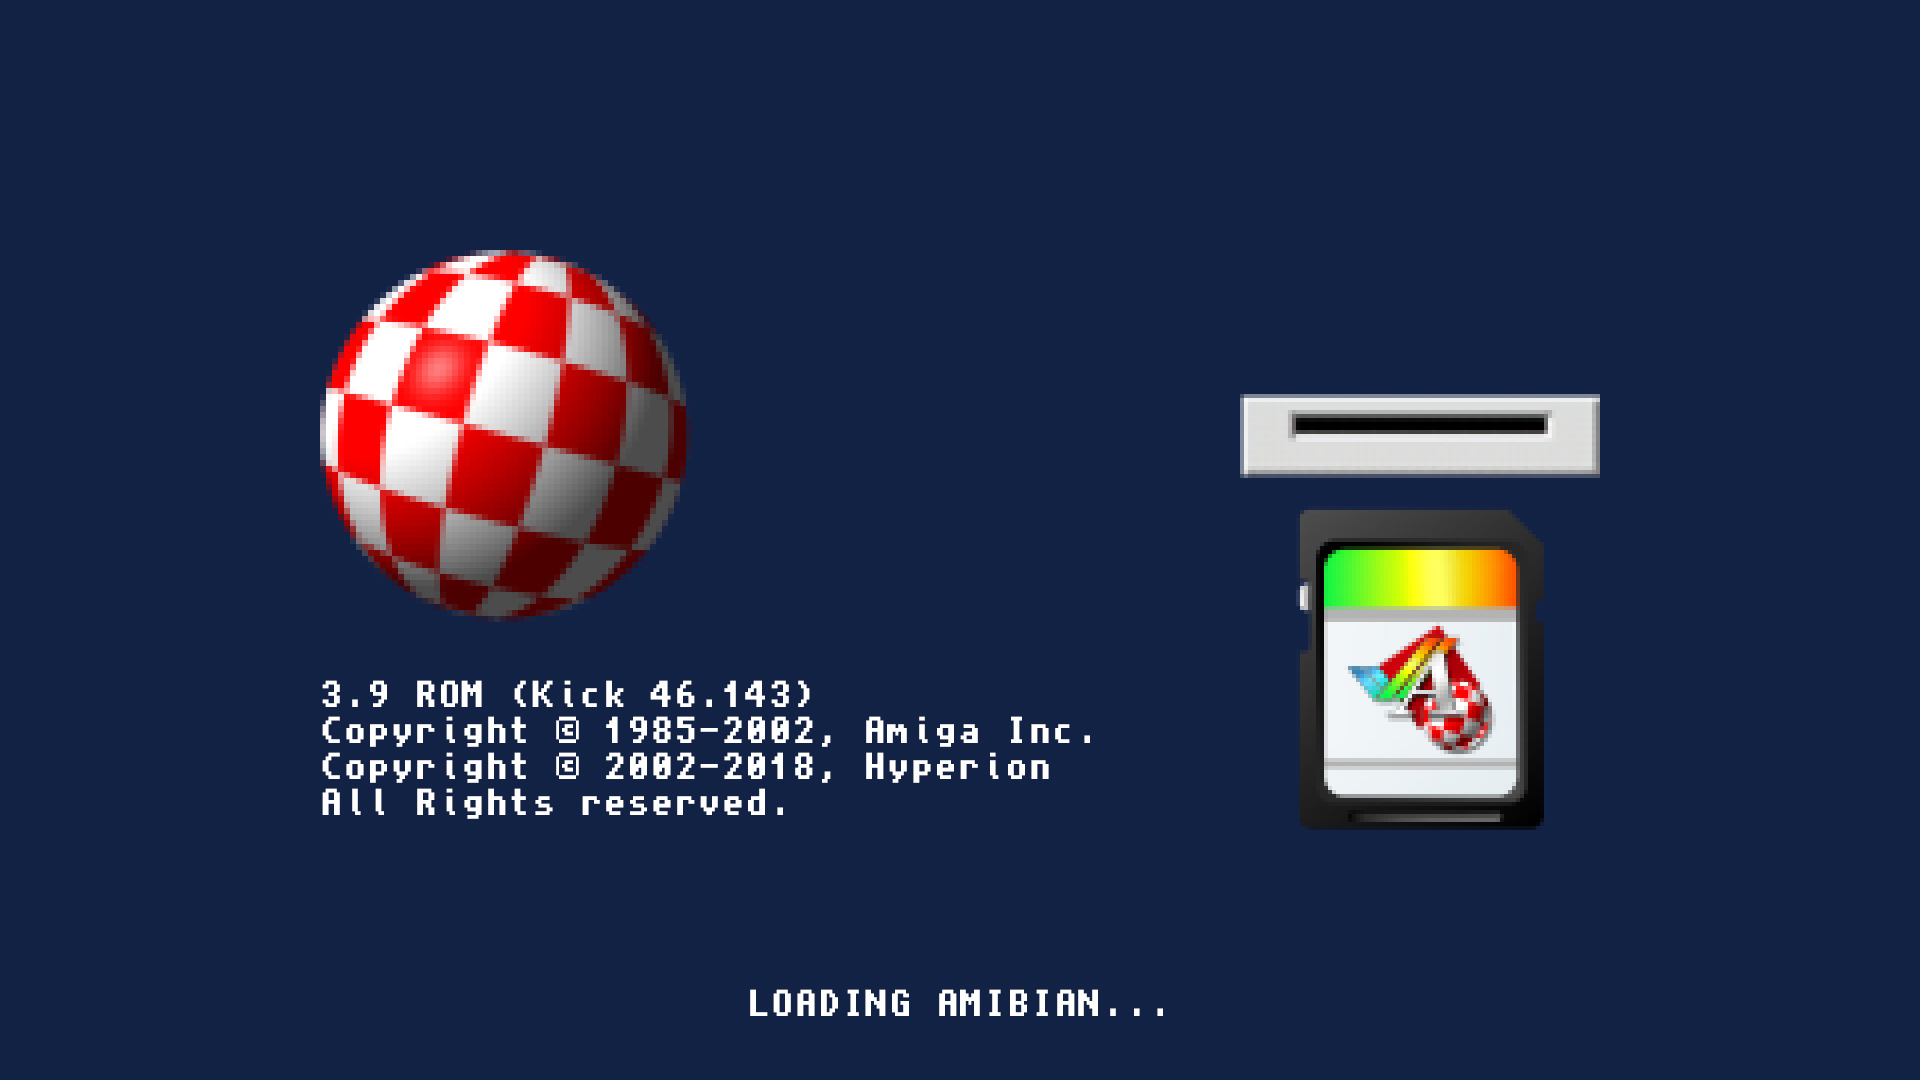 3.9 ROM (Kick 46.143)
Copyright © 1985-2002, Amiga Inc.
Copyright © 2002-2018, Hyperion
All Rights reserved.
LOADING AMIBIAN...